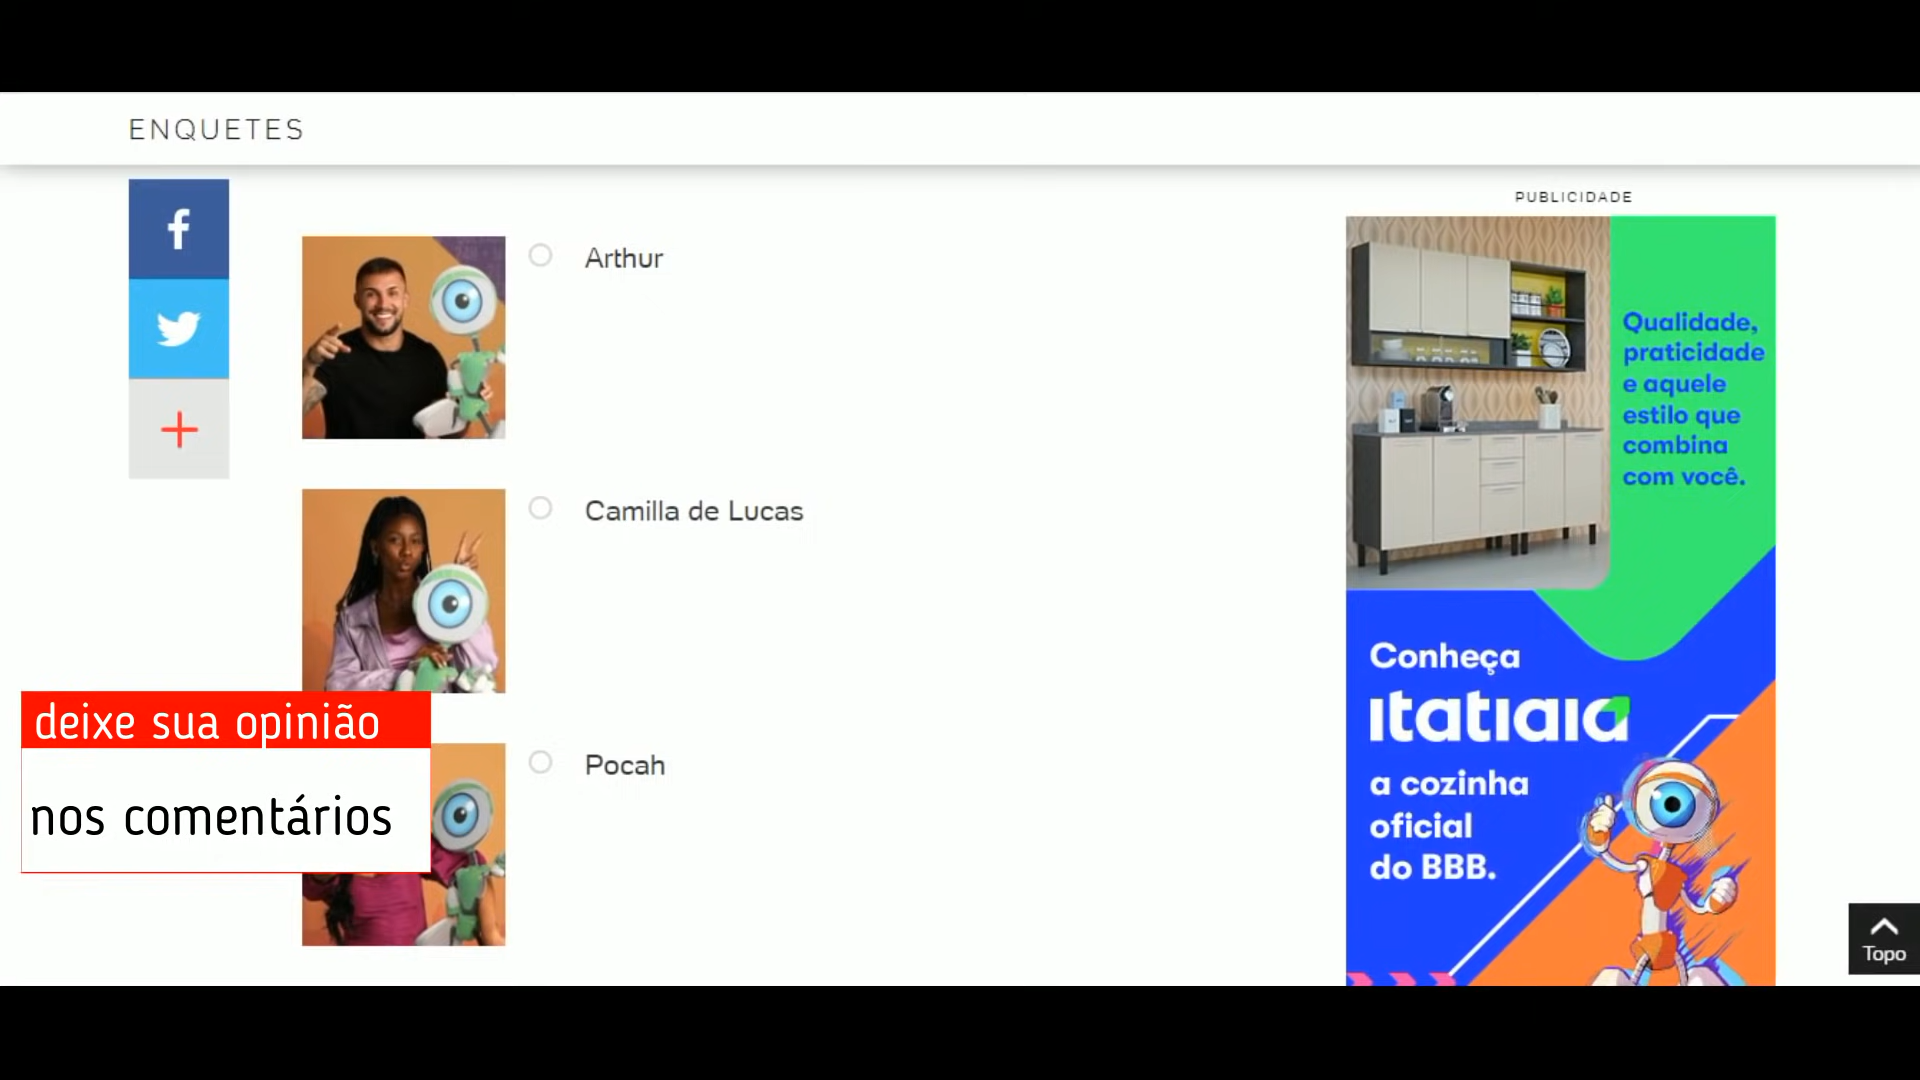 ENQUETES
PUBLICIDADE
Arthur
Camilla de Lucas
Pocah
deixe sua opinião
nos comentários
Qualidade,
praticidade
e aquele
estilo que
combina
com você.
Conheça
itatiaia
a cozinha
oficial
do BBB.
Topo